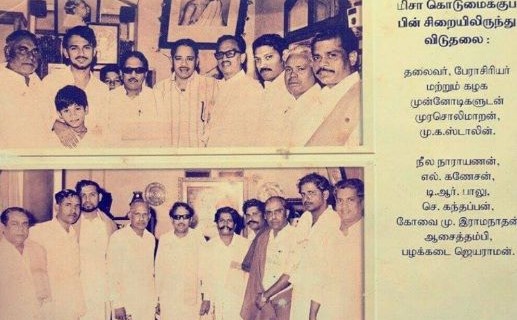 மிசா கொடுமைக்குப்
பின் சிறையிலிருந்து
விடுதலை :
தலைவர், பேராசிரியர்
மற்றும் கழக
முன்னோடிகளுடன்
முரசொலிமாறன்,
மு.க.ஸ்டாலின்.
நீல நாராயணன்,
எல். கணேசன்,
டி.ஆர். பாலு,
செ. கந்தப்பன்,
கோவை மு. இராமநாதன்
ஆசைத்தம்பி,
பழக்கடை ஜெயராமன்.